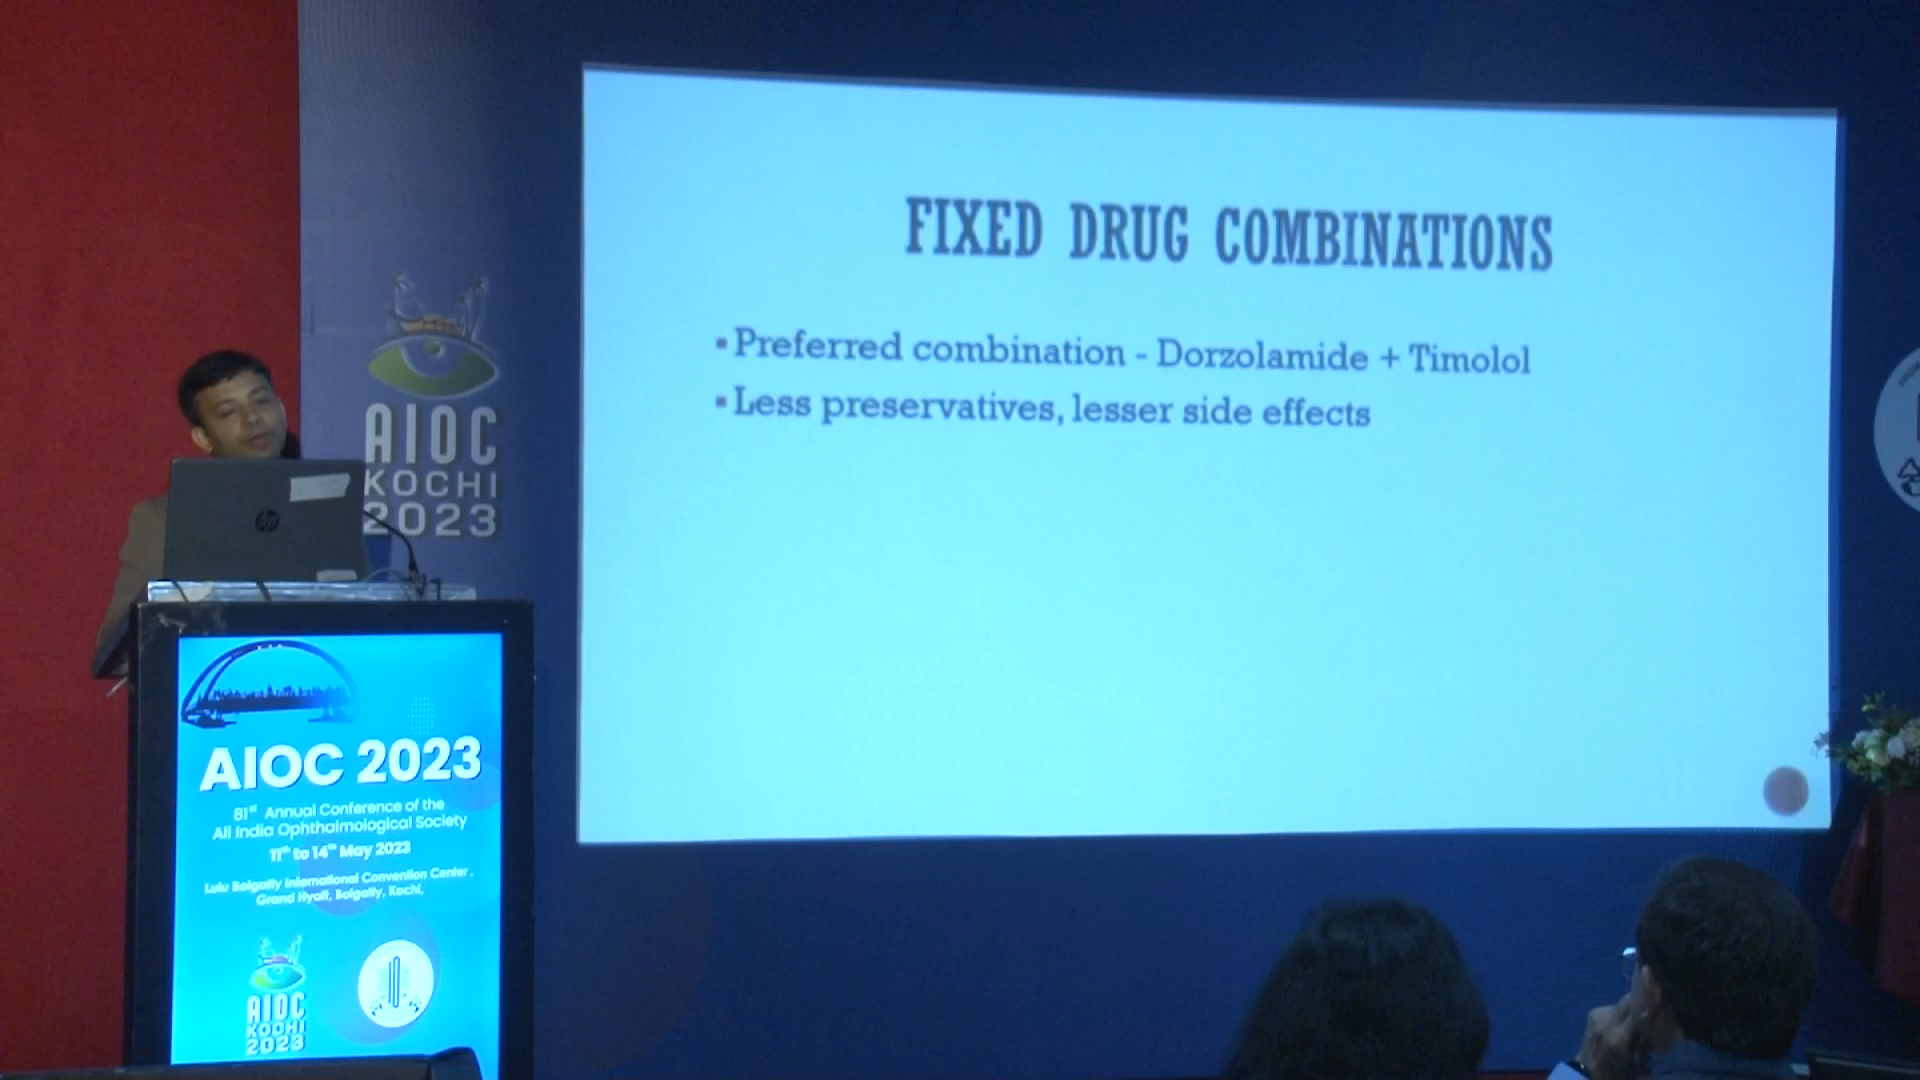 FIXED DRUG COMBINATIONS
▪ Preferred combination - Dorzolamide + Timolol
▪ Less preservatives, lesser side effects
AIOC
KOCHI
2023
hp
AIOC 2023
81st Annual Conference of the
All India Ophthalmological Society
11th to 14th May 2023
Lulu Bolgatty International Convention Center,
Grand Hyatt, Bolgatty, Kochi.
AIOC
KOCHI
2023